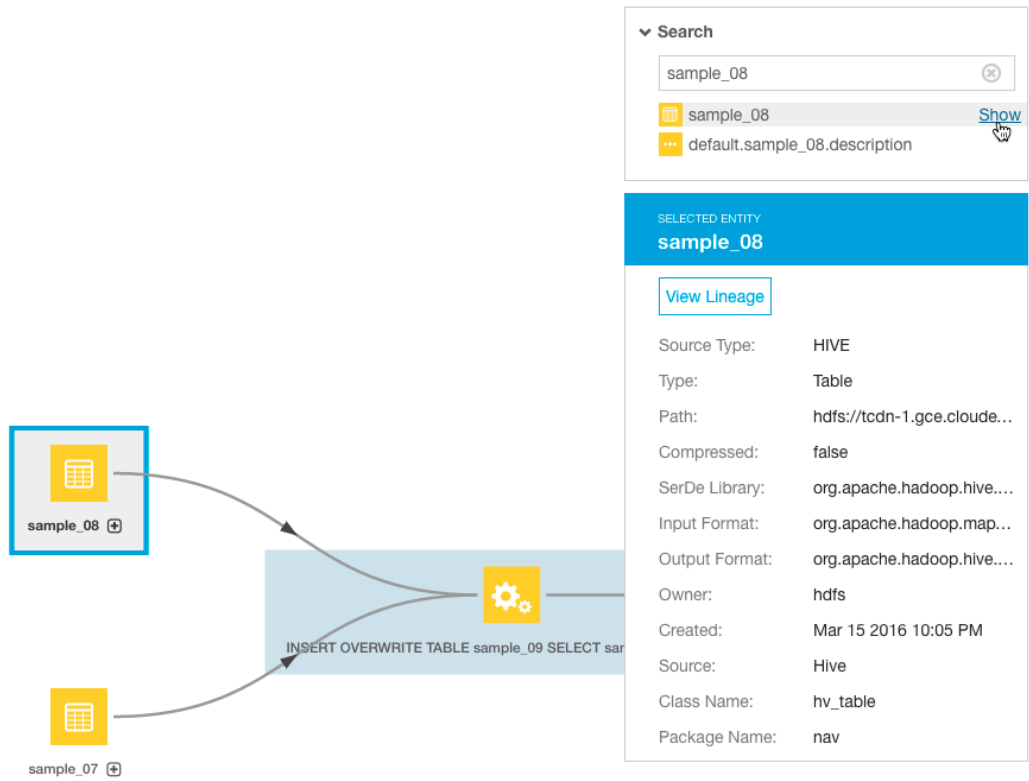 Search
sample_08
sample_08 Show
default.sample_08.description
SELECTED ENTITY
sample_08
View Lineage
Source Type: HIVE
Type: Table
Path: hdfs://tcdn-1.gce.cloude...
Compressed: false
SerDe Library: org.apache.hadoop.hive....
Input Format: org.apache.hadoop.map...
Output Format: org.apache.hadoop.hive....
Owner: hdfs
Created: Mar 15 2016 10:05 PM
Source: Hive
Class Name: hv_table
Package Name: nav
sample_08
INSERT OVERWRITE TABLE sample_09 SELECT sar
sample_07